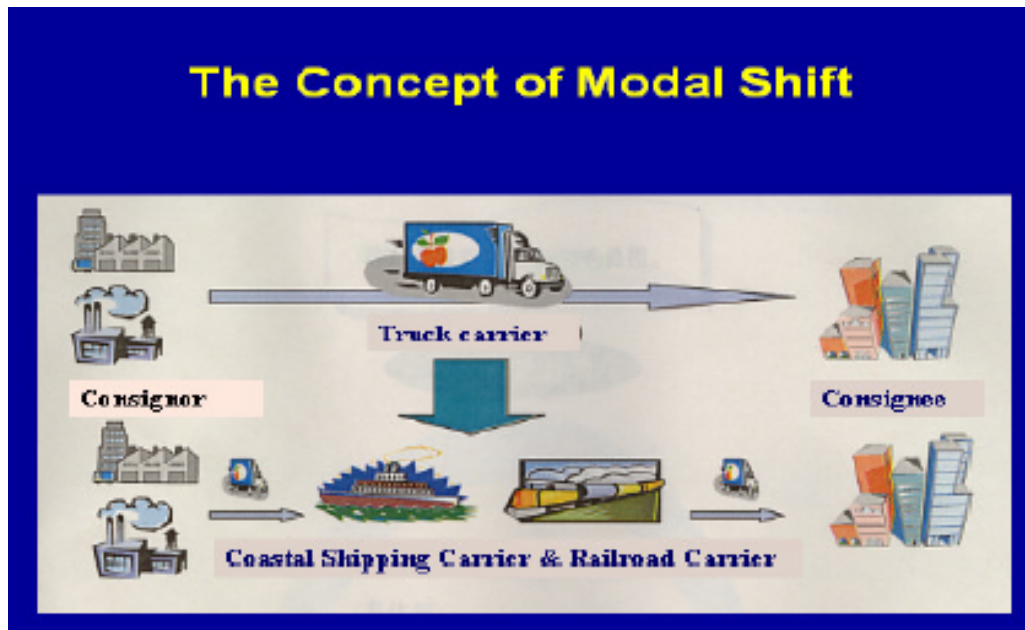 The Concept of Modal Shift
Truck carrier
Consignor
Consignee
Coastal Shipping Carrier & Railroad Carrier